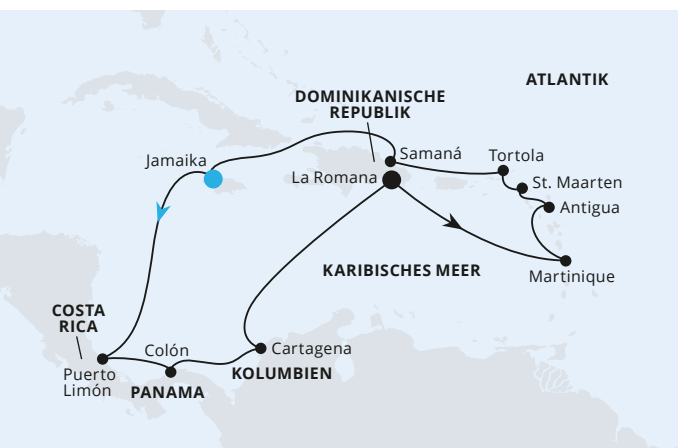 ATLANTIK
DOMINIKANISCHE
REPUBLIK
Jamaika
Samaná
Tortola
La Romana
St. Maarten
Antigua
KARIBISCHES MEER
Martinique
COSTA
RICA
Colón
Cartagena
Puerto
Limón
KOLUMBIEN
PANAMA